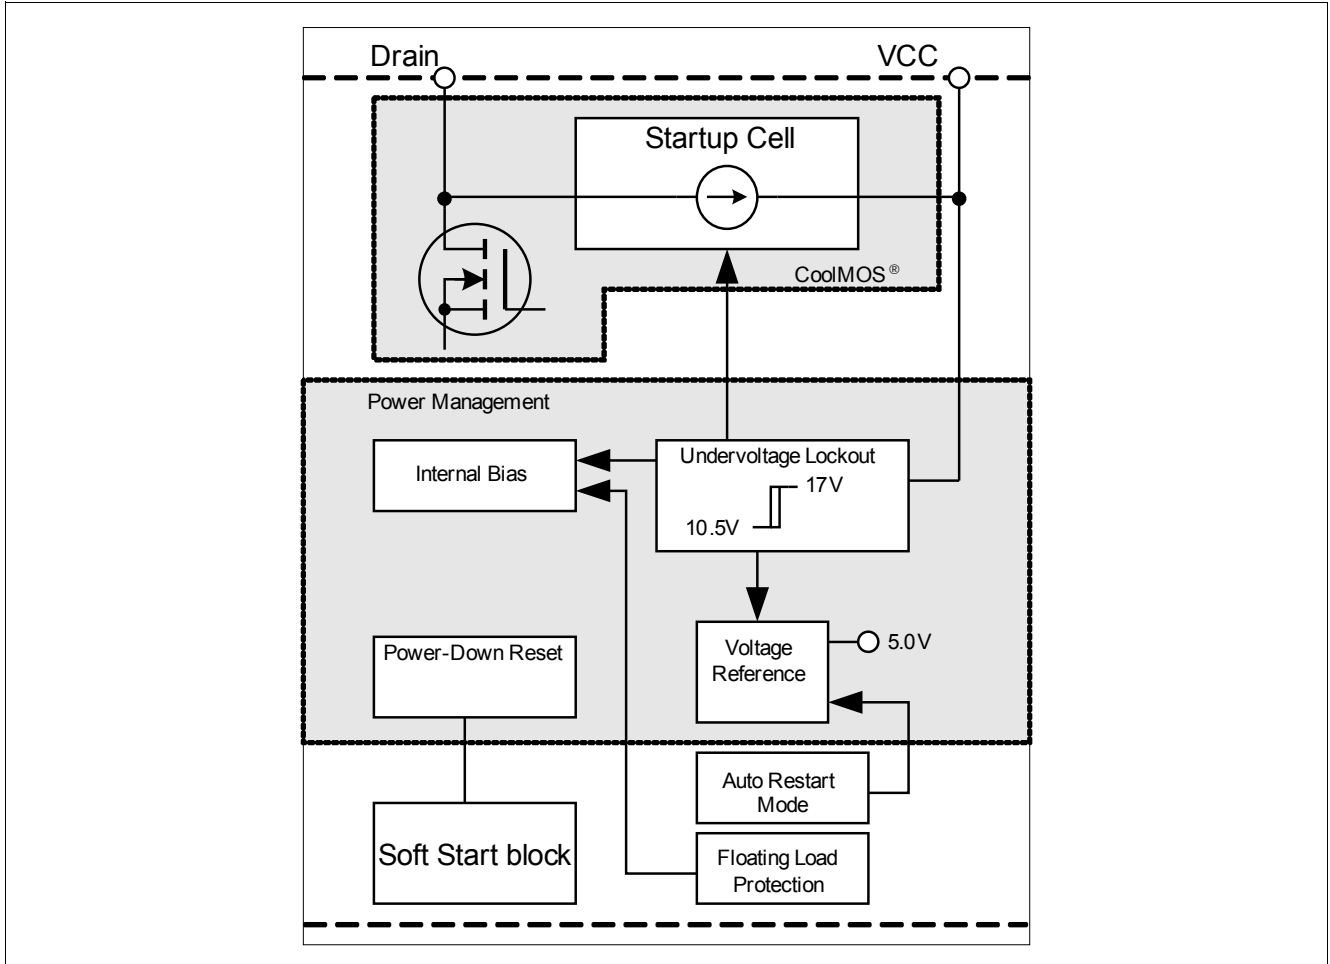 Drain
VCC
Startup Cell
CoolMOS®
Power Management
Internal Bias
Undervoltage Lockout
17V
10.5V
Power-Down Reset
Voltage
Reference
5.0V
Auto Restart
Mode
Soft Start block
Floating Load
Protection